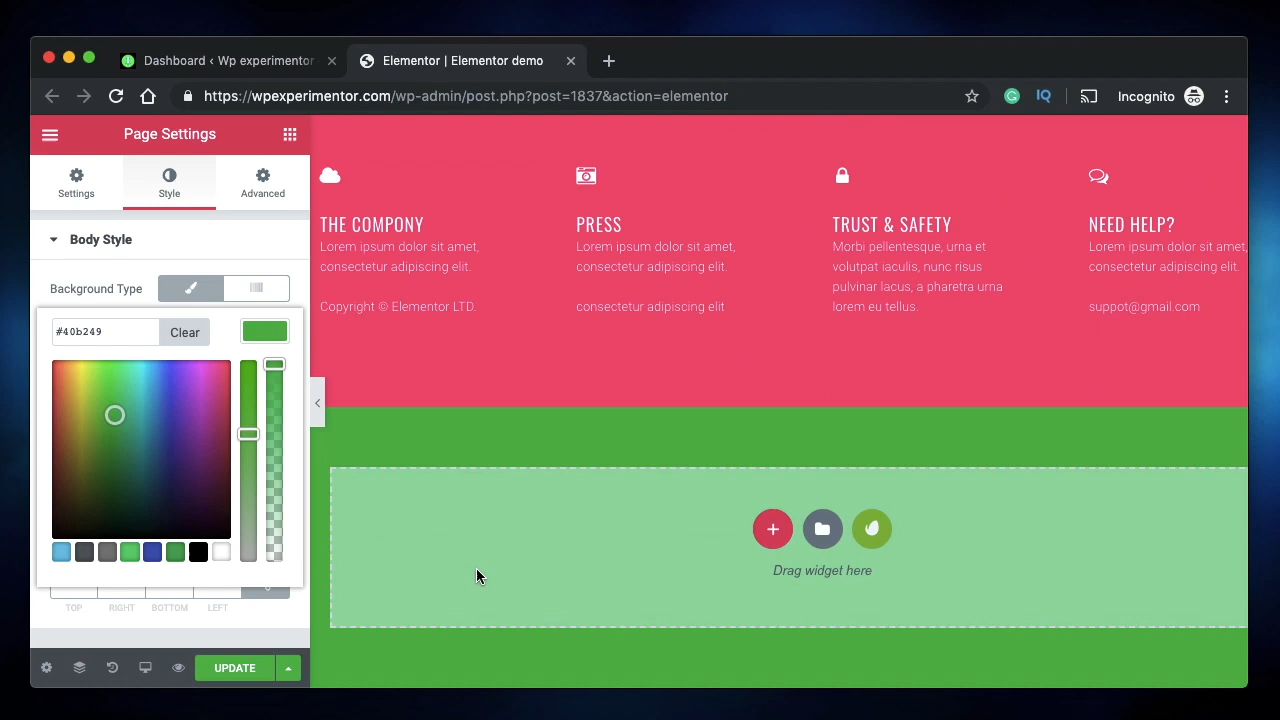 Dashboard ‹ Wp experimentor
Elementor | Elementor demo
https://wpexperimentor.com/wp-admin/post.php?post=1837&action=elementor
IQ
Incognito
Page Settings
Settings
Style
Advanced
Body Style
Background Type
#40b249
Clear
TOP
RIGHT
BOTTOM
LEFT
UPDATE
THE COMPONY
Lorem ipsum dolor sit amet,
consectetur adipiscing elit.
Copyright © Elementor LTD.
PRESS
Lorem ipsum dolor sit amet,
consectetur adipiscing elit.
consectetur adipiscing elit
TRUST & SAFETY
Morbi pellentesque, urna et
volutpat iaculis, nunc risus
pulvinar lacus, a pharetra urna
lorem eu tellus.
NEED HELP?
Lorem ipsum dolor sit amet,
consectetur adipiscing elit.
suppot@gmail.com
Drag widget here